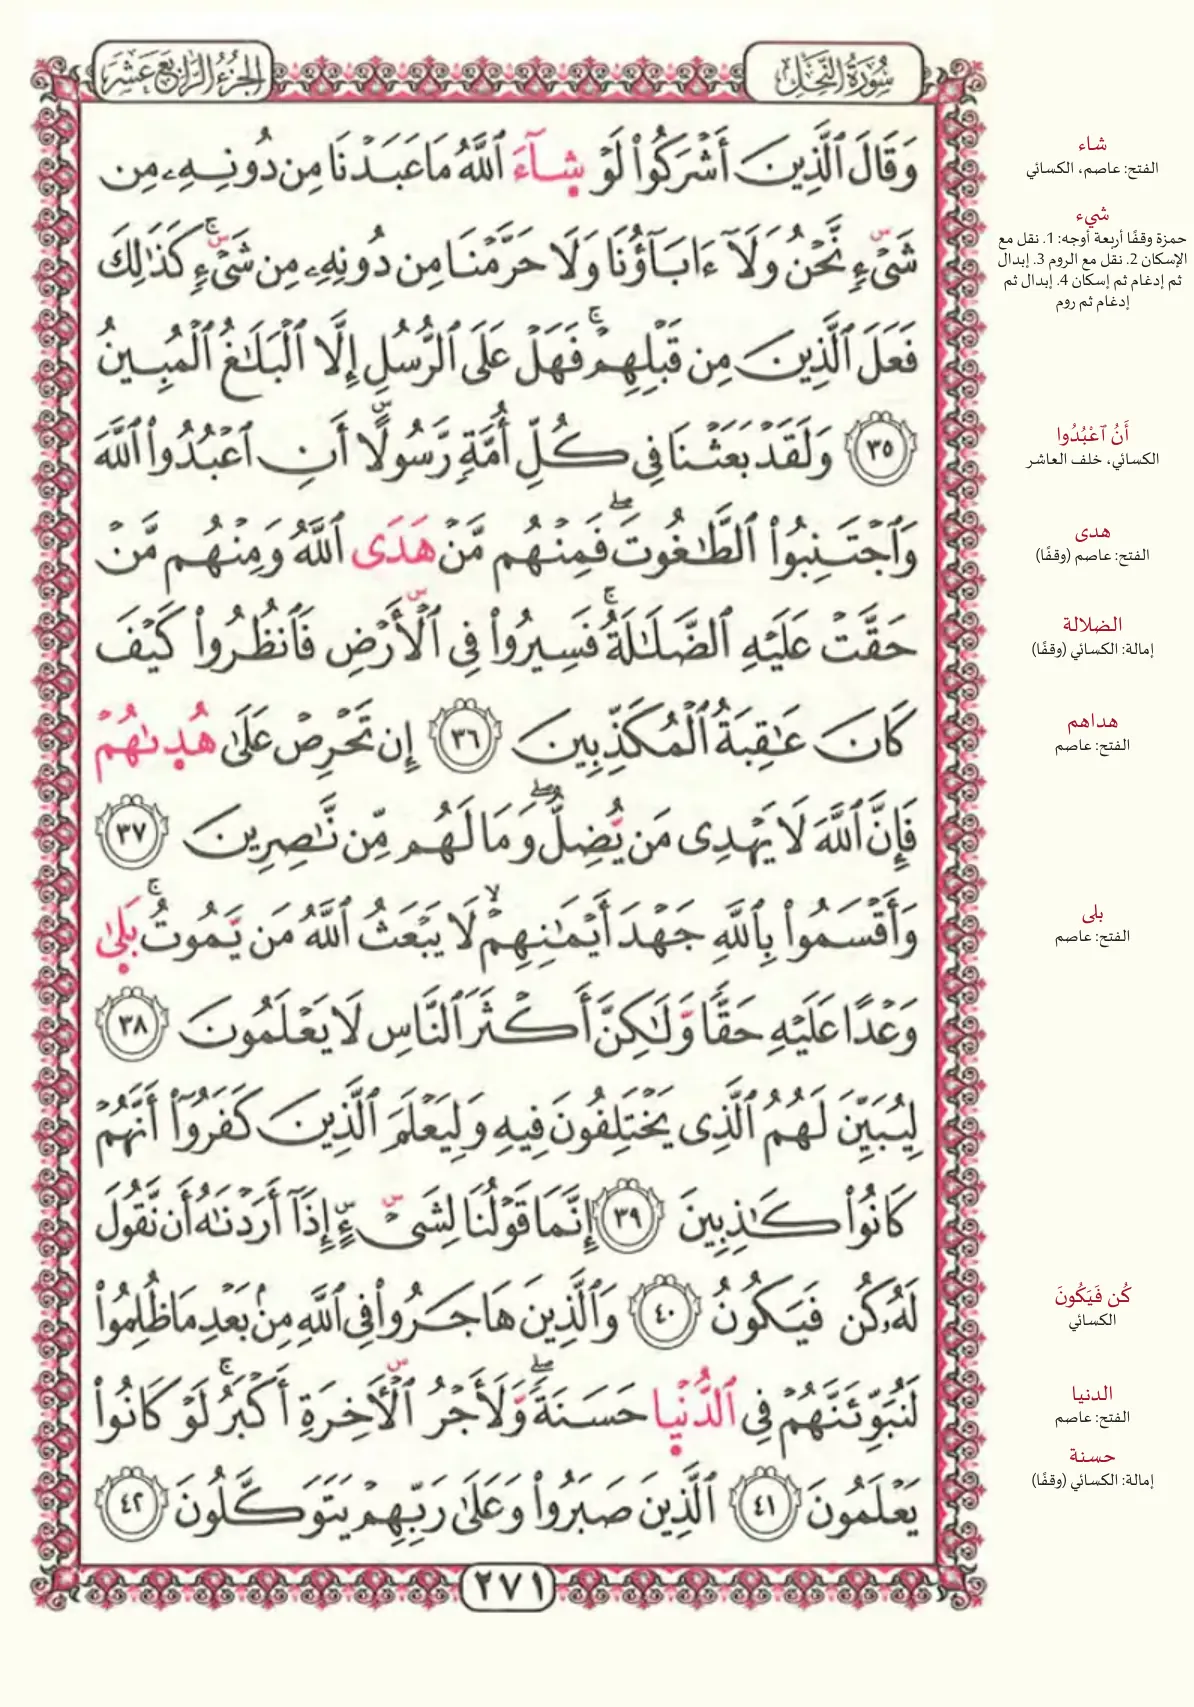 سُورَةُ النَّحْلِ
الجُزْءُ الرَّابِعَ عَشَرَ
وَقَالَ ٱلَّذِينَ أَشْرَكُوا۟ لَوْ شَآءَ ٱللَّهُ مَا عَبَدْنَا مِن دُونِهِۦ مِن
شَىْءٍ نَّحْنُ وَلَآ ءَابَآؤُنَا وَلَا حَرَّمْنَا مِن دُونِهِۦ مِن شَىْءٍ ۚ كَذَٰلِكَ
فَعَلَ ٱلَّذِينَ مِن قَبْلِهِمْ ۚ فَهَلْ عَلَى ٱلرُّسُلِ إِلَّا ٱلْبَلَـٰغُ ٱلْمُبِينُ
٣٥ وَلَقَدْ بَعَثْنَا فِى كُلِّ أُمَّةٍ رَّسُولًا أَنِ ٱعْبُدُوا۟ ٱللَّهَ
وَٱجْتَنِبُوا۟ ٱلطَّـٰغُوتَ ۖ فَمِنْهُم مَّنْ هَدَى ٱللَّهُ وَمِنْهُم مَّنْ
حَقَّتْ عَلَيْهِ ٱلضَّلَـٰلَةُ ۚ فَسِيرُوا۟ فِى ٱلْأَرْضِ فَٱنظُرُوا۟ كَيْفَ
كَانَ عَـٰقِبَةُ ٱلْمُكَذِّبِينَ ٣٦ إِن تَحْرِصْ عَلَىٰ هُدِىٰهُمْ
فَإِنَّ ٱللَّهَ لَا يَهْدِى مَن يُضِلُّ ۖ وَمَا لَهُم مِّن نَّـٰصِرِينَ ٣٧
وَأَقْسَمُوا۟ بِٱللَّهِ جَهْدَ أَيْمَـٰنِهِمْ ۙ لَا يَبْعَثُ ٱللَّهُ مَن يَمُوتُ ۚ بَلِىٰ
وَعْدًا عَلَيْهِ حَقًّا وَلَـٰكِنَّ أَكْثَرَ ٱلنَّاسِ لَا يَعْلَمُونَ ٣٨
لِيُبَيِّنَ لَهُمُ ٱلَّذِى يَخْتَلِفُونَ فِيهِ وَلِيَعْلَمَ ٱلَّذِينَ كَفَرُوٓا۟ أَنَّهُمْ
كَانُوا۟ كَـٰذِبِينَ ٣٩ إِنَّمَا قَوْلُنَا لِشَىْءٍ إِذَآ أَرَدْنَـٰهُ أَن نَّقُولَ
لَهُۥ كُن فَيَكُونُ ٤٠ وَٱلَّذِينَ هَاجَرُوا۟ فِى ٱللَّهِ مِنۢ بَعْدِ مَا ظُلِمُوا۟
لَنُبَوِّئَنَّهُمْ فِى ٱلدُّنْيِا حَسَنَةً ۖ وَلَأَجْرُ ٱلْأَخِرَةِ أَكْبَرُ ۚ لَوْ كَانُوا۟
يَعْلَمُونَ ٤١ ٱلَّذِينَ صَبَرُوا۟ وَعَلَىٰ رَبِّهِمْ يَتَوَكَّلُونَ ٤٢
٢٧١
شاء
الفتح: عاصم، الكسائي
شيء
حمزة وقفًا أربعة أوجه: 1. نقل مع
الإسكان 2. نقل مع الروم 3. إبدال
ثم إدغام ثم إسكان 4. إبدال ثم
إدغام ثم روم
أَنُ ٱعْبُدُوا
الكسائي، خلف العاشر
هدى
الفتح: عاصم (وقفًا)
الضلالة
إمالة: الكسائي (وقفًا)
هداهم
الفتح: عاصم
بلى
الفتح: عاصم
كُن فَيَكُونَ
الكسائي
الدنيا
الفتح: عاصم
حسنة
إمالة: الكسائي (وقفًا)